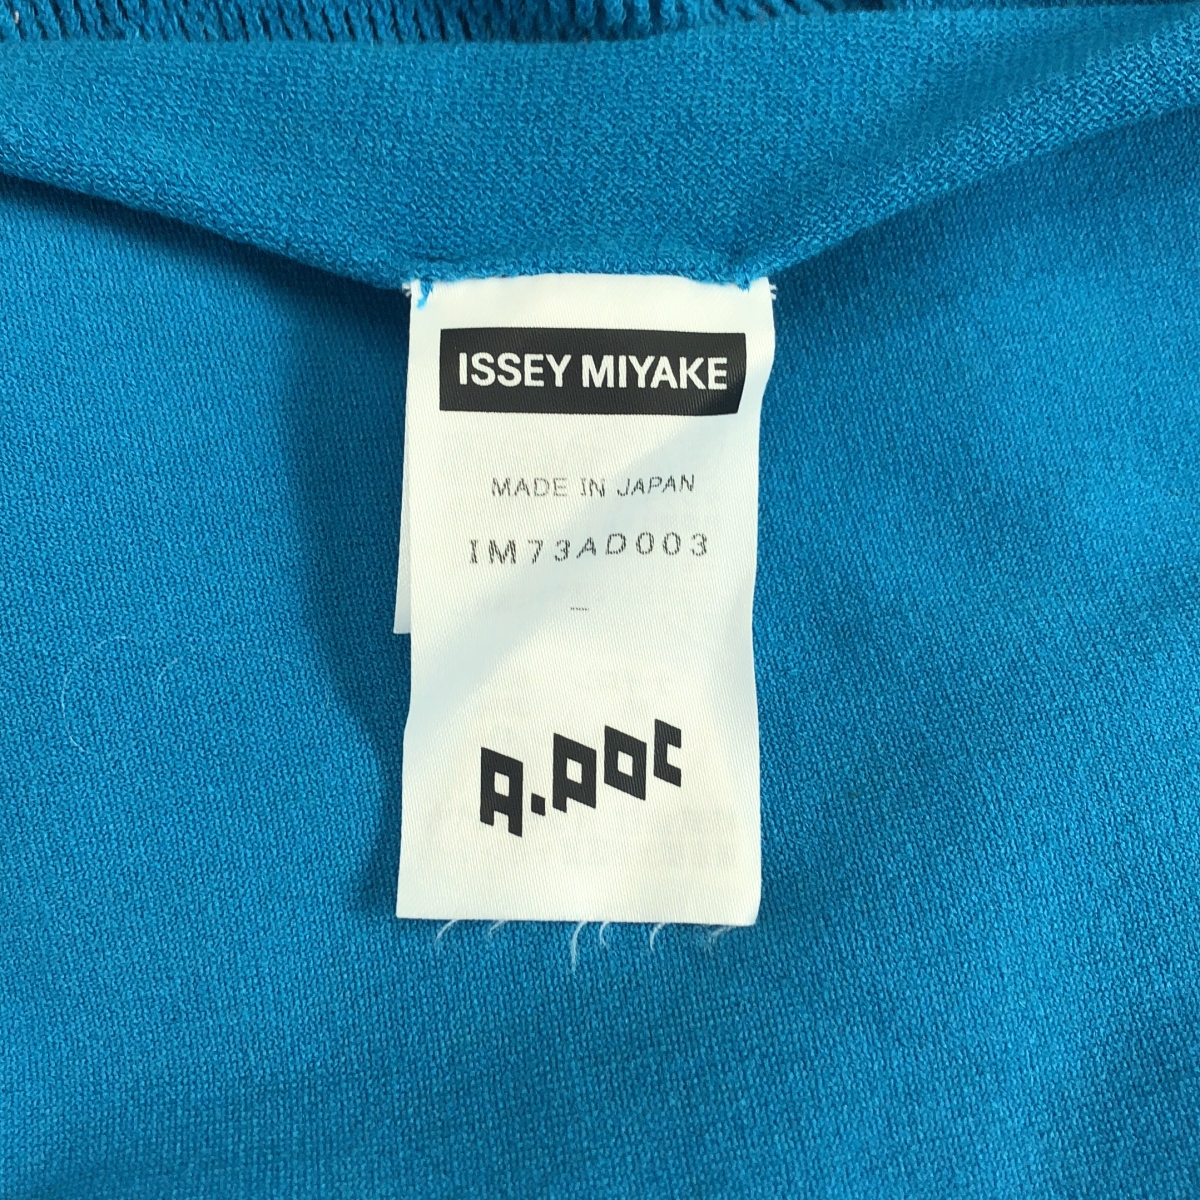 ISSEY MIYAKE
MADE IN JAPAN
IM73AD003
A.POC